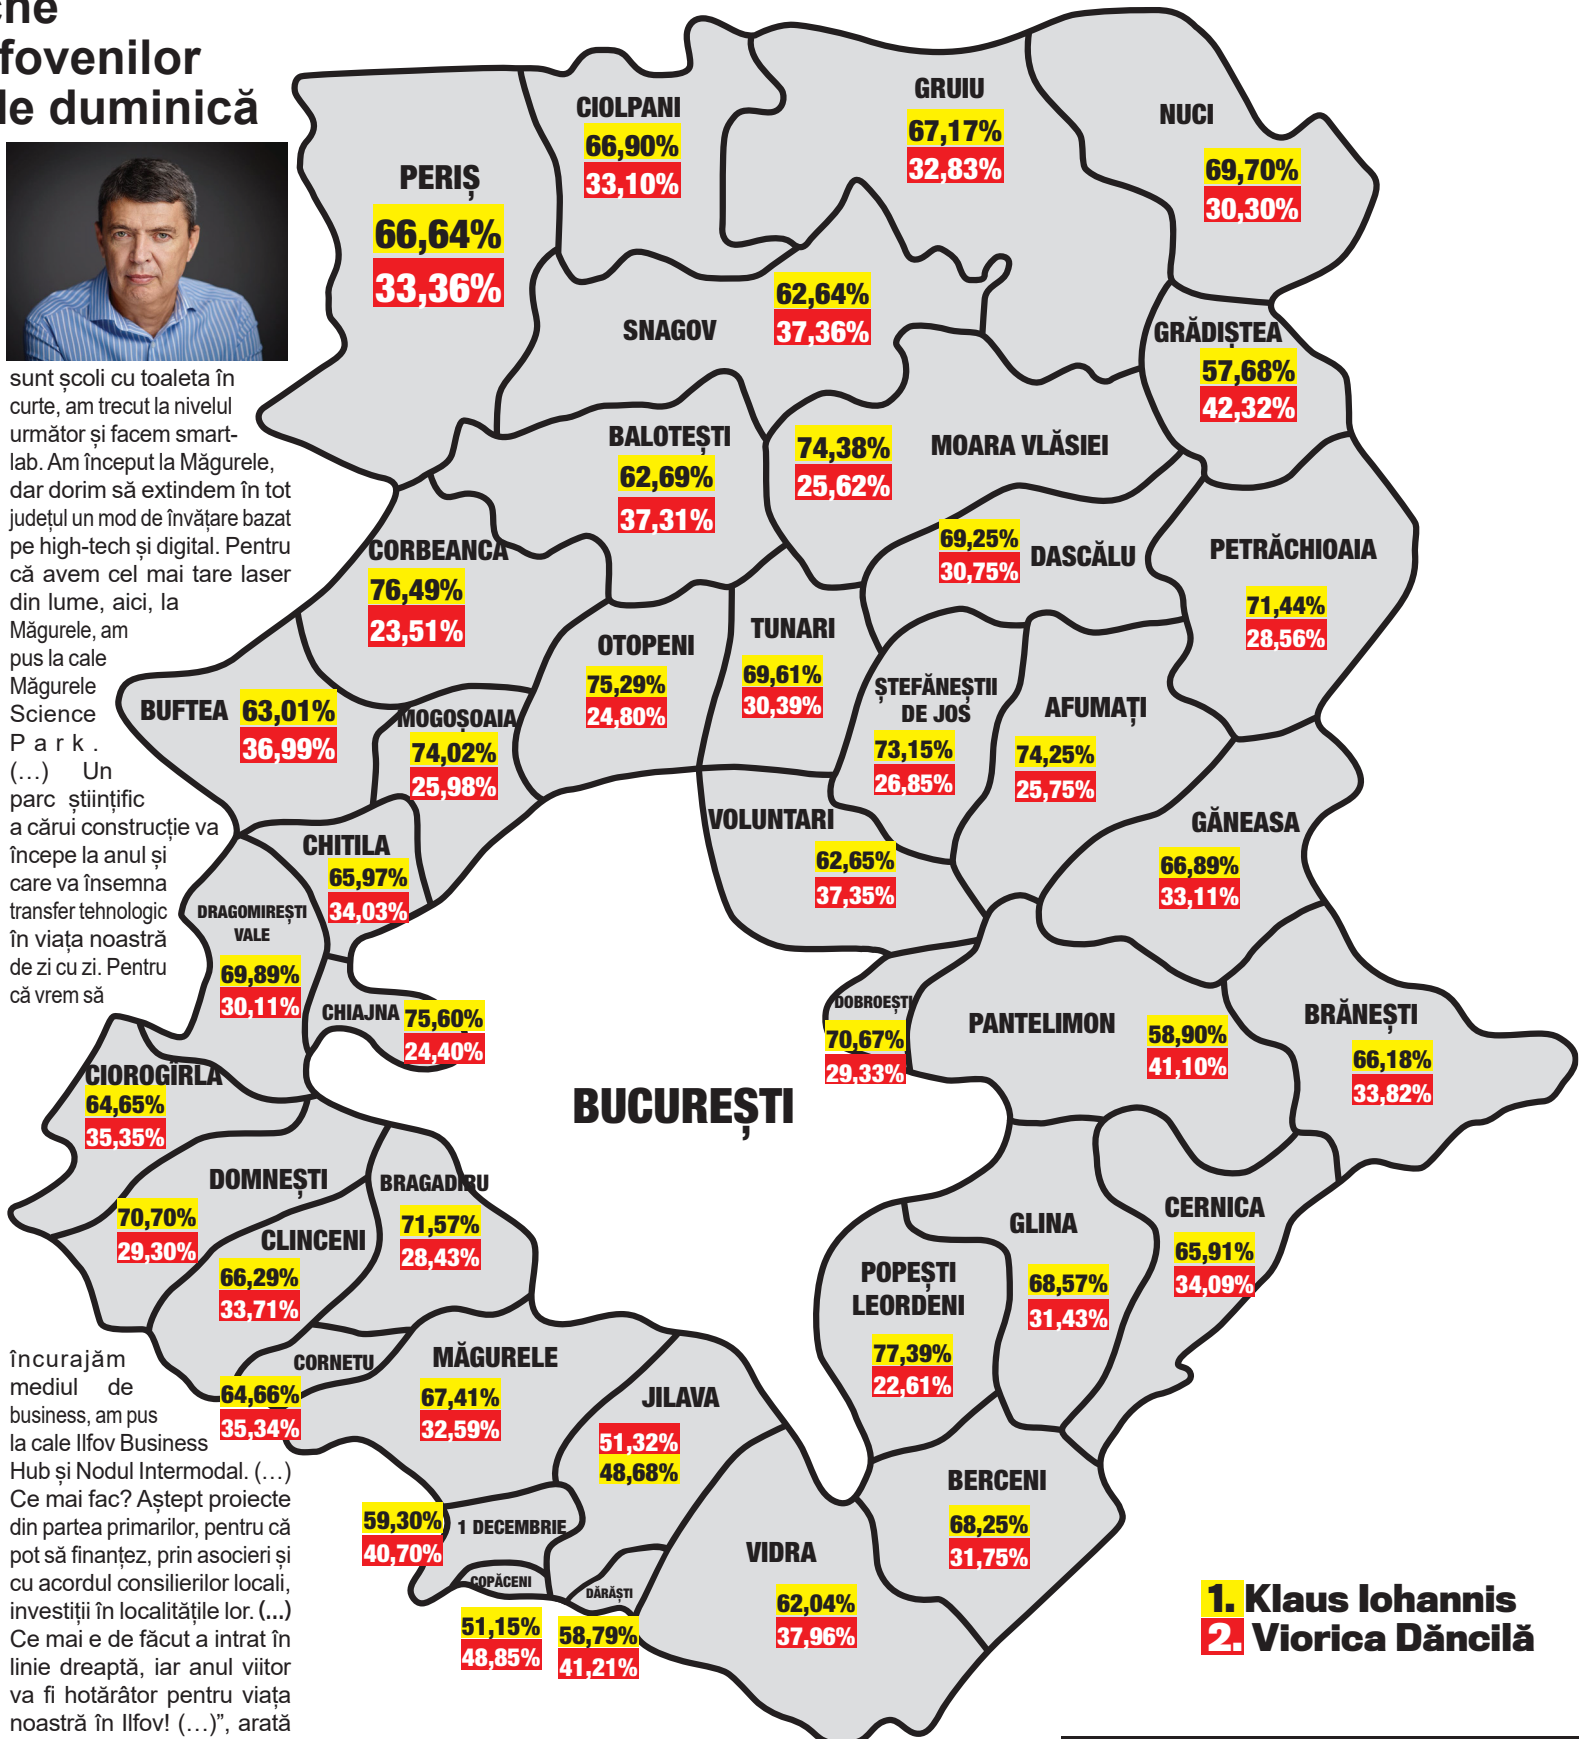 che
fovenilor
de duminică
sunt școli cu toaleta în
curte, am trecut la nivelul
următor și facem smart-
lab. Am început la Măgurele,
dar dorim să extindem în tot
județul un mod de învățare bazat
pe high-tech și digital. Pentru
că avem cel mai tare laser
din lume, aici, la
Măgurele, am
pus la cale
Măgurele
Science
Park.
(…) Un
parc științific
a cărui construcție va
începe la anul și
care va însemna
transfer tehnologic
în viața noastră
de zi cu zi. Pentru
că vrem să
încurajăm
mediul de
business, am pus
la cale Ilfov Business
Hub și Nodul Intermodal. (…)
Ce mai fac? Aștept proiecte
din partea primarilor, pentru că
pot să finanțez, prin asocieri și
cu acordul consilierilor locali,
investiții în localitățile lor. (...)
Ce mai e de făcut a intrat în
linie dreaptă, iar anul viitor
va fi hotărâtor pentru viața
noastră în Ilfov! (…)”, arată
PERIȘ
66,64%
33,36%
CIOLPANI
66,90%
33,10%
GRUIU
67,17%
32,83%
NUCI
69,70%
30,30%
SNAGOV
62,64%
37,36%
GRĂDIȘTEA
57,68%
42,32%
BALOTEȘTI
62,69%
37,31%
MOARA VLĂSIEI
74,38%
25,62%
CORBEANCA
76,49%
23,51%
DASCĂLU
69,25%
30,75%
PETRĂCHIOAIA
71,44%
28,56%
OTOPENI
75,29%
24,80%
TUNARI
69,61%
30,39%
ȘTEFĂNEȘTII
DE JOS
73,15%
26,85%
AFUMAȚI
74,25%
25,75%
BUFTEA
63,01%
36,99%
MOGOȘOAIA
74,02%
25,98%
CHITILA
65,97%
34,03%
VOLUNTARI
62,65%
37,35%
GĂNEASA
66,89%
33,11%
DRAGOMIREȘTI
VALE
69,89%
30,11%
CHIAJNA
75,60%
24,40%
DOBROEȘTI
70,67%
29,33%
PANTELIMON
58,90%
41,10%
BRĂNEȘTI
66,18%
33,82%
CIOROGÎRLA
64,65%
35,35%
BUCUREȘTI
DOMNEȘTI
70,70%
29,30%
CLINCENI
66,29%
33,71%
BRAGADIRU
71,57%
28,43%
GLINA
68,57%
31,43%
CERNICA
65,91%
34,09%
POPEȘTI
LEORDENI
77,39%
22,61%
CORNETU
64,66%
35,34%
MĂGURELE
67,41%
32,59%
JILAVA
51,32%
48,68%
BERCENI
68,25%
31,75%
1 DECEMBRIE
59,30%
40,70%
COPĂCENI
51,15%
48,85%
DĂRĂȘTI
58,79%
41,21%
VIDRA
62,04%
37,96%
1. Klaus Iohannis
2. Viorica Dăncilă